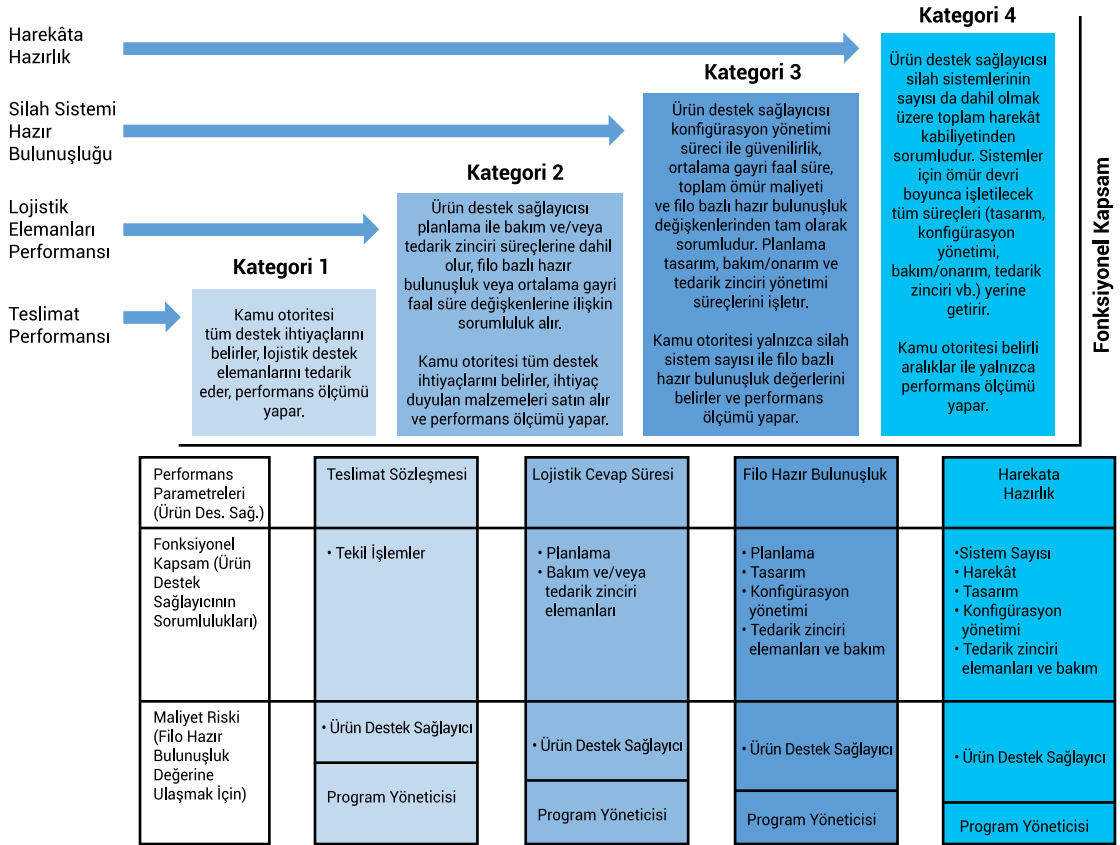 Harekâta
Hazırlık
Silah Sistemi
Hazır
Bulunuşluğu
Lojistik
Elemanları
Performansı
Teslimat
Performansı
Kategori 1
Kamu otoritesi
tüm destek ihtiyaçlarını
belirler, lojistik destek
elemanlarını tedarik
eder, performans ölçümü
yapar.
Kategori 2
Ürün destek sağlayıcısı
planlama ile bakım ve/veya
tedarik zinciri süreçlerine dahil
olur, filo bazlı hazır
bulunuşluk veya ortalama gayri
faal süre değişkenlerine ilişkin
sorumluluk alır.
Kamu otoritesi tüm destek
ihtiyaçlarını belirler, ihtiyaç
duyulan malzemeleri satın alır
ve performans ölçümü yapar.
Kategori 3
Ürün destek sağlayıcısı
konfigürasyon yönetimi
süreci ile güvenilirlik,
ortalama gayri faal süre,
toplam ömür maliyeti
ve filo bazlı hazır bulunuşluk
değişkenlerinden tam olarak
sorumludur. Planlama
tasarım, bakım/onarım ve
tedarik zinciri yönetimi
süreçlerini işletir.
Kamu otoritesi yalnızca silah
sistem sayısı ile filo bazlı
hazır bulunuşluk değerlerini
belirler ve performans
ölçümü yapar.
Kategori 4
Ürün destek sağlayıcısı
silah sistemlerinin
sayısı da dahil olmak
üzere toplam harekât
kabiliyetinden
sorumludur. Sistemler
için ömür devri
boyunca işletilecek
tüm süreçleri (tasarım,
konfigürasyon
yönetimi,
bakım/onarım, tedarik
zinciri vb.) yerine
getirir.
Kamu otoritesi belirli
aralıklar ile yalnızca
performans ölçümü
yapar.
Fonksiyonel Kapsam
Performans
Parametreleri
(Ürün Des. Sağ.)
Teslimat Sözleşmesi
Lojistik Cevap Süresi
Filo Hazır Bulunuşluk
Harekata
Hazırlık
Fonksiyonel
Kapsam (Ürün
Destek
Sağlayıcının
Sorumlulukları)
• Tekil İşlemler
• Planlama
• Bakım ve/veya
tedarik zinciri
elemanları
• Planlama
• Tasarım
• Konfigürasyon
yönetimi
• Tedarik zinciri
elemanları ve bakım
•Sistem Sayısı
• Harekât
• Tasarım
• Konfigürasyon
yönetimi
• Tedarik zinciri
elemanları ve bakım
Maliyet Riski
(Filo Hazır
Bulunuşluk
Değerine
Ulaşmak İçin)
• Ürün Destek Sağlayıcı
Program Yöneticisi
• Ürün Destek Sağlayıcı
Program Yöneticisi
• Ürün Destek Sağlayıcı
Program Yöneticisi
• Ürün Destek Sağlayıcı
Program Yöneticisi